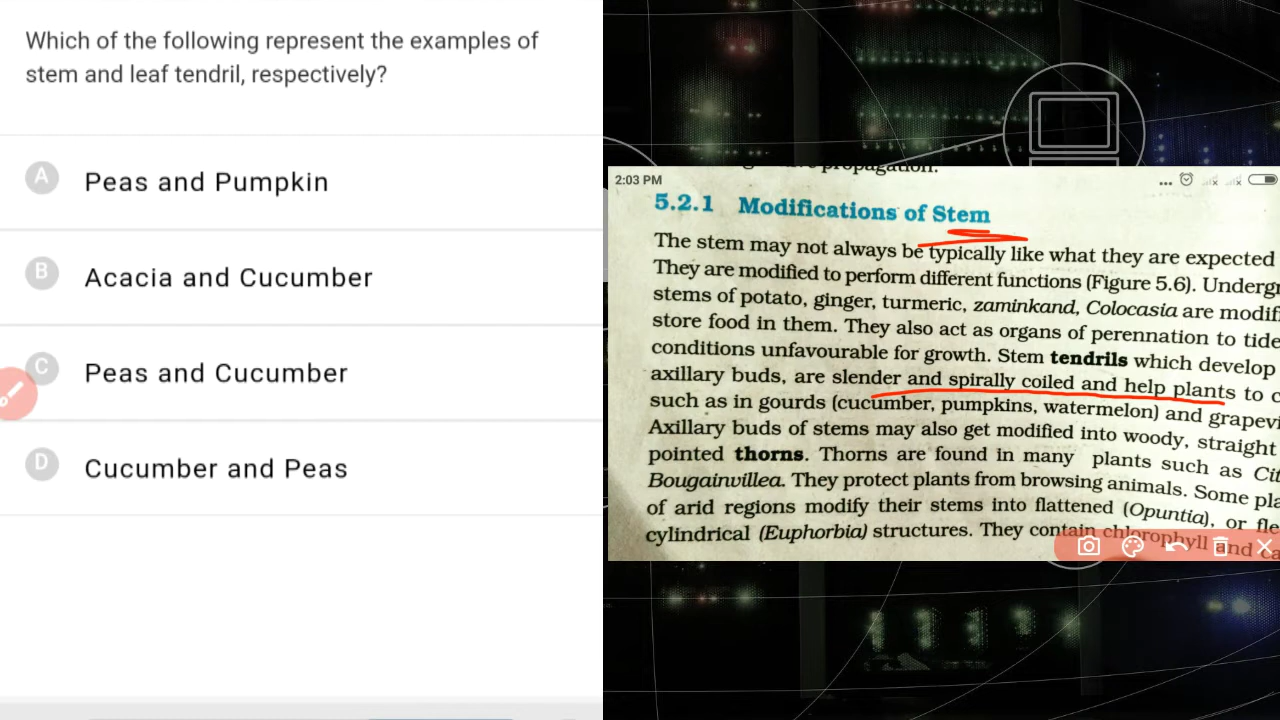 Which of the following represent the examples of
stem and leaf tendril, respectively?
A Peas and Pumpkin
B Acacia and Cucumber
C Peas and Cucumber
D Cucumber and Peas
propagation.
2:03 PM
5.2.1 Modifications of Stem
The stem may not always be typically like what they are expected
They are modified to perform different functions (Figure 5.6). Undergr
stems of potato, ginger, turmeric, zaminkand, Colocasia are modif
store food in them. They also act as organs of perennation to tide
conditions unfavourable for growth. Stem tendrils which develop
axillary buds, are slender and spirally coiled and help plants to c
such as in gourds (cucumber, pumpkins, watermelon) and grapevi
Axillary buds of stems may also get modified into woody, straight
pointed thorns. Thorns are found in many plants such as Cit
Bougainvillea. They protect plants from browsing animals. Some pla
of arid regions modify their stems into flattened (Opuntia), or fle
cylindrical (Euphorbia) structures. They contain chlorophyll and ca